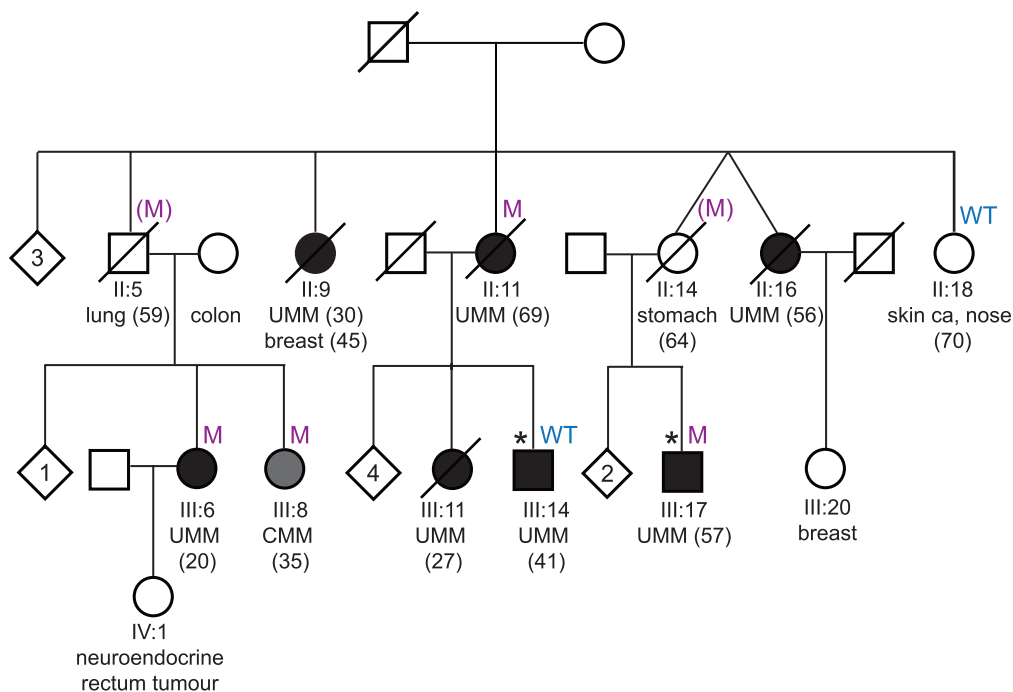 (M)
M
(M)
WT
3
II:5
II:9
II:11
II:14
II:16
II:18
lung (59)
colon
UMM (30)
UMM (69)
stomach
UMM (56)
skin ca, nose
breast (45)
(64)
(70)
M
M
* WT
* M
1
4
2
III:6
III:8
III:11
III:14
III:17
III:20
UMM
CMM
UMM
UMM
UMM (57)
breast
(20)
(35)
(27)
(41)
IV:1
neuroendocrine
rectum tumour